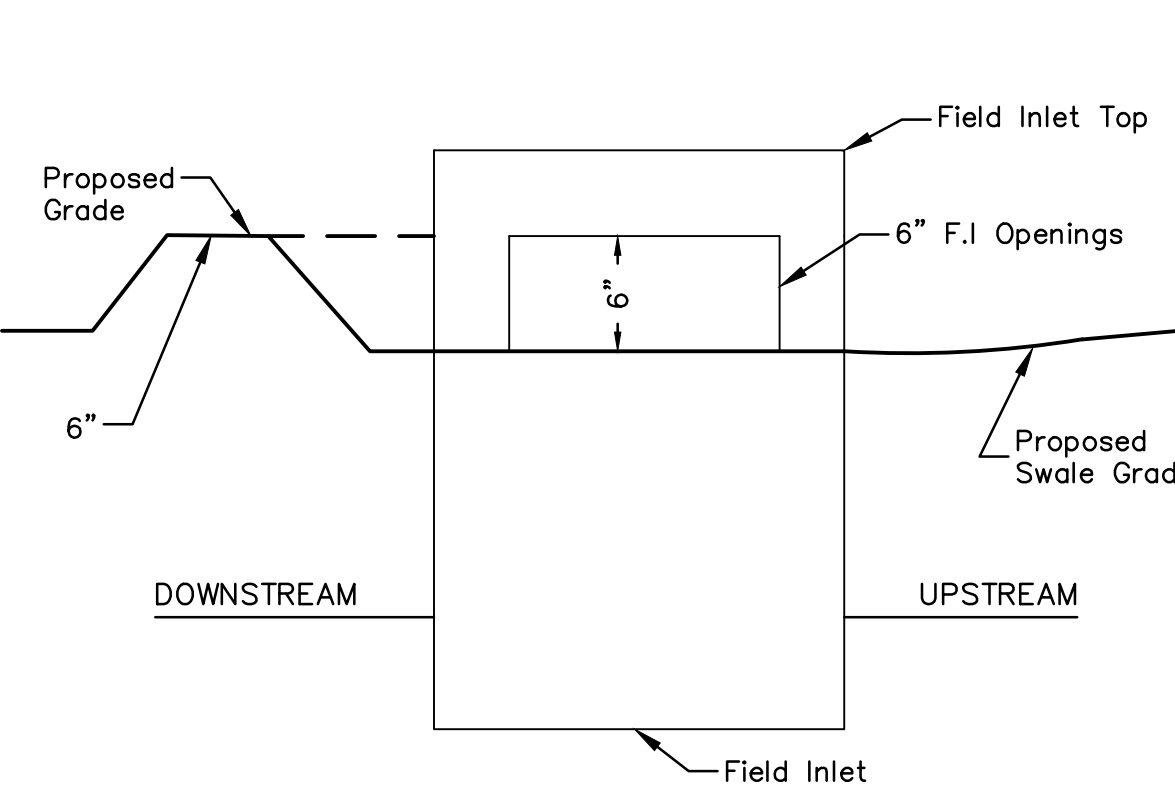 Field Inlet Top
Proposed
Grade
6” F.I Openings
6”
6”
Proposed
Swale Grad
DOWNSTREAM
UPSTREAM
Field Inlet